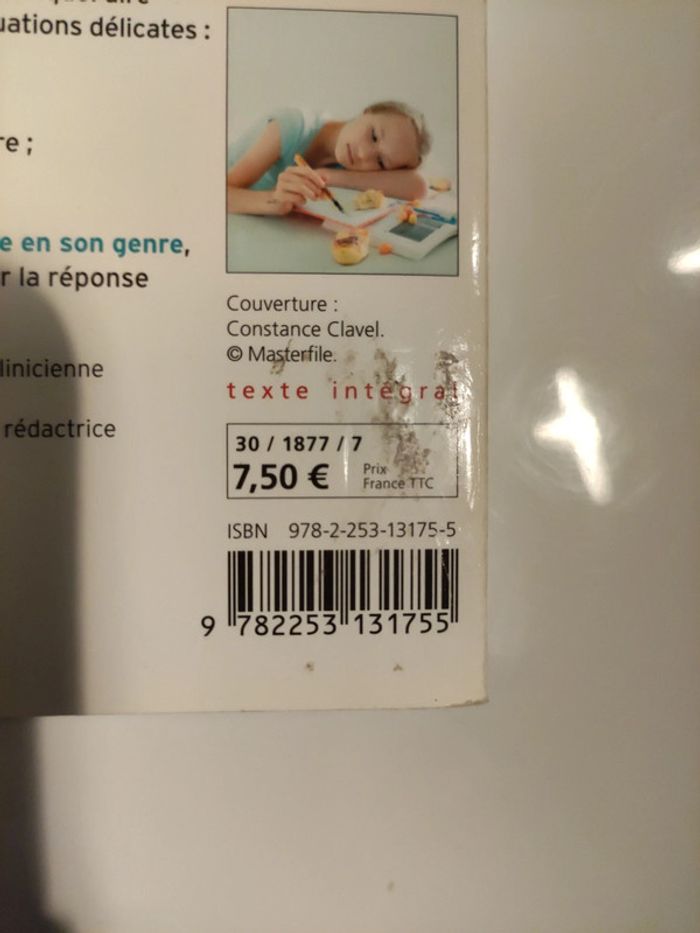 uations délicates :
re ;
e en son genre,
r la réponse
linicienne
rédactrice
Couverture :
Constance Clavel.
© Masterfile.
texte intégral
30 / 1877 / 7
7,50 €
Prix
France TTC
ISBN 978-2-253-13175-5
9 782253 131755